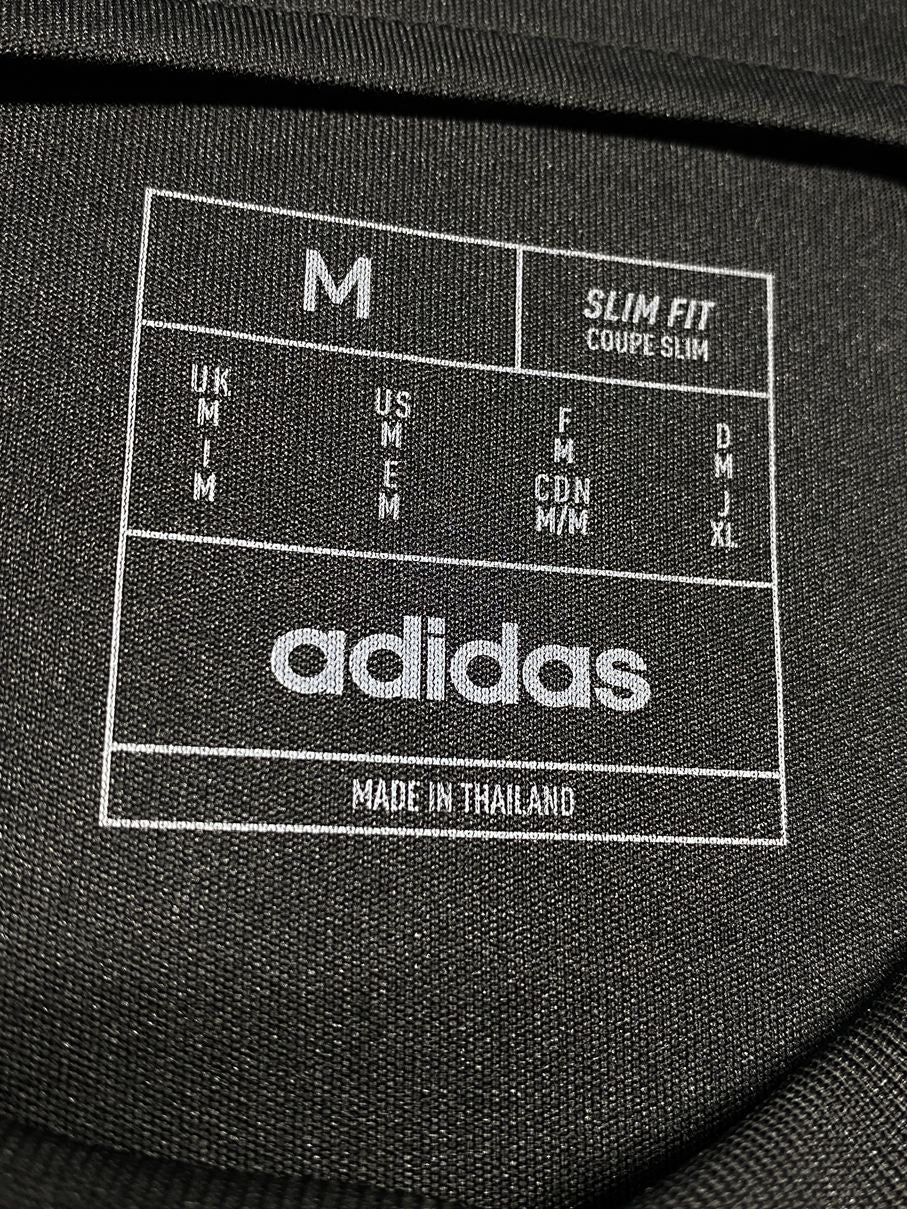 M
SLIM FIT
COUPE SLIM
UK US F D
M M M M
I E CDN J
M M M/M XL
adidas
MADE IN THAILAND